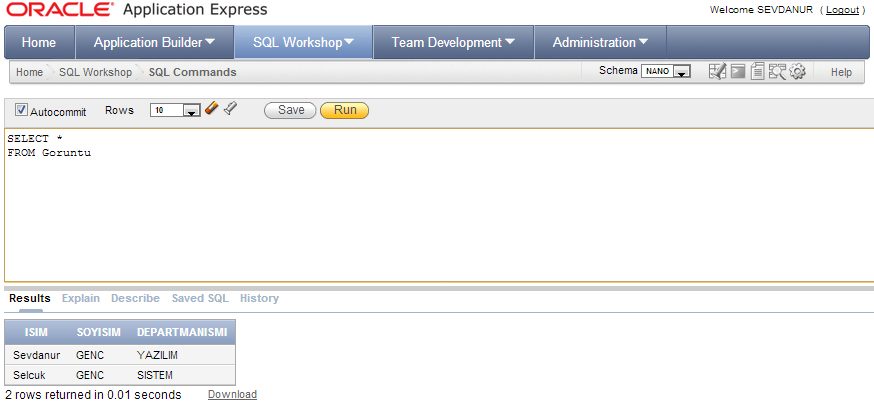 ORACLE® Application Express
Welcome SEVDANUR ( Logout )
Home Application Builder SQL Workshop Team Development Administration
Home SQL Workshop SQL Commands Schema NANO Help
Autocommit Rows 10 Save Run
SELECT *
FROM Goruntu
Results Explain Describe Saved SQL History
ISIM SOYISIM DEPARTMANISMI
Sevdanur GENC YAZILIM
Selcuk GENC SISTEM
2 rows returned in 0.01 seconds Download